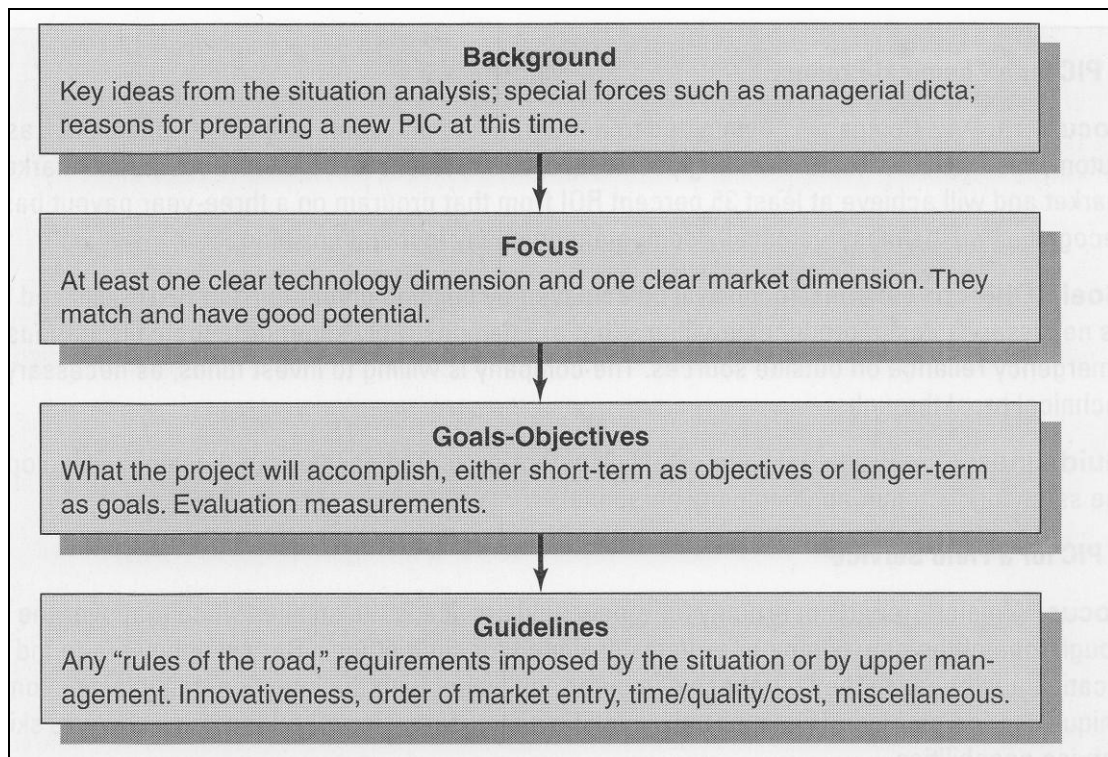 Background
Key ideas from the situation analysis; special forces such as managerial dicta;
reasons for preparing a new PIC at this time.
Focus
At least one clear technology dimension and one clear market dimension. They
match and have good potential.
Goals-Objectives
What the project will accomplish, either short-term as objectives or longer-term
as goals. Evaluation measurements.
Guidelines
Any “rules of the road,” requirements imposed by the situation or by upper man-
agement. Innovativeness, order of market entry, time/quality/cost, miscellaneous.